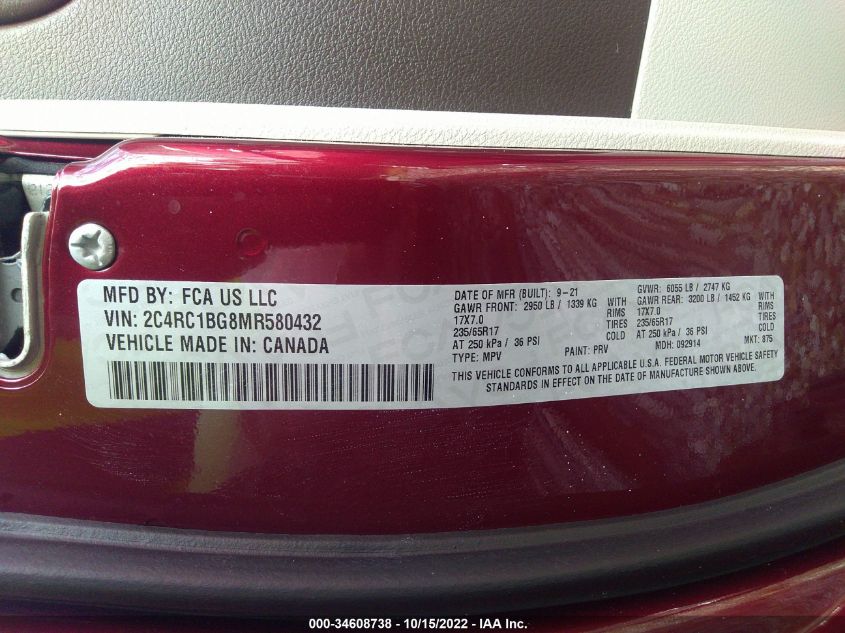 MFD BY: FCA US LLC
VIN: 2C4RC1BG8MR580432
VEHICLE MADE IN: CANADA
DATE OF MFR (BUILT): 9-21 GVWR: 6055 LB / 2747 KG
GAWR FRONT: 2950 LB / 1339 KG WITH GAWR REAR: 3200 LB / 1452 KG WITH
17X7.0 RIMS 17X7.0 RIMS
235/65R17 TIRES 235/65R17 TIRES
AT 250 kPa / 36 PSI COLD AT 250 kPa / 36 PSI COLD
TYPE: MPV PAINT: PRV MDH: 092914 MKT: 875
THIS VEHICLE CONFORMS TO ALL APPLICABLE U.S.A. FEDERAL MOTOR VEHICLE SAFETY
STANDARDS IN EFFECT ON THE DATE OF MANUFACTURE SHOWN ABOVE.
000-34608738 - 10/15/2022 - IAA Inc.